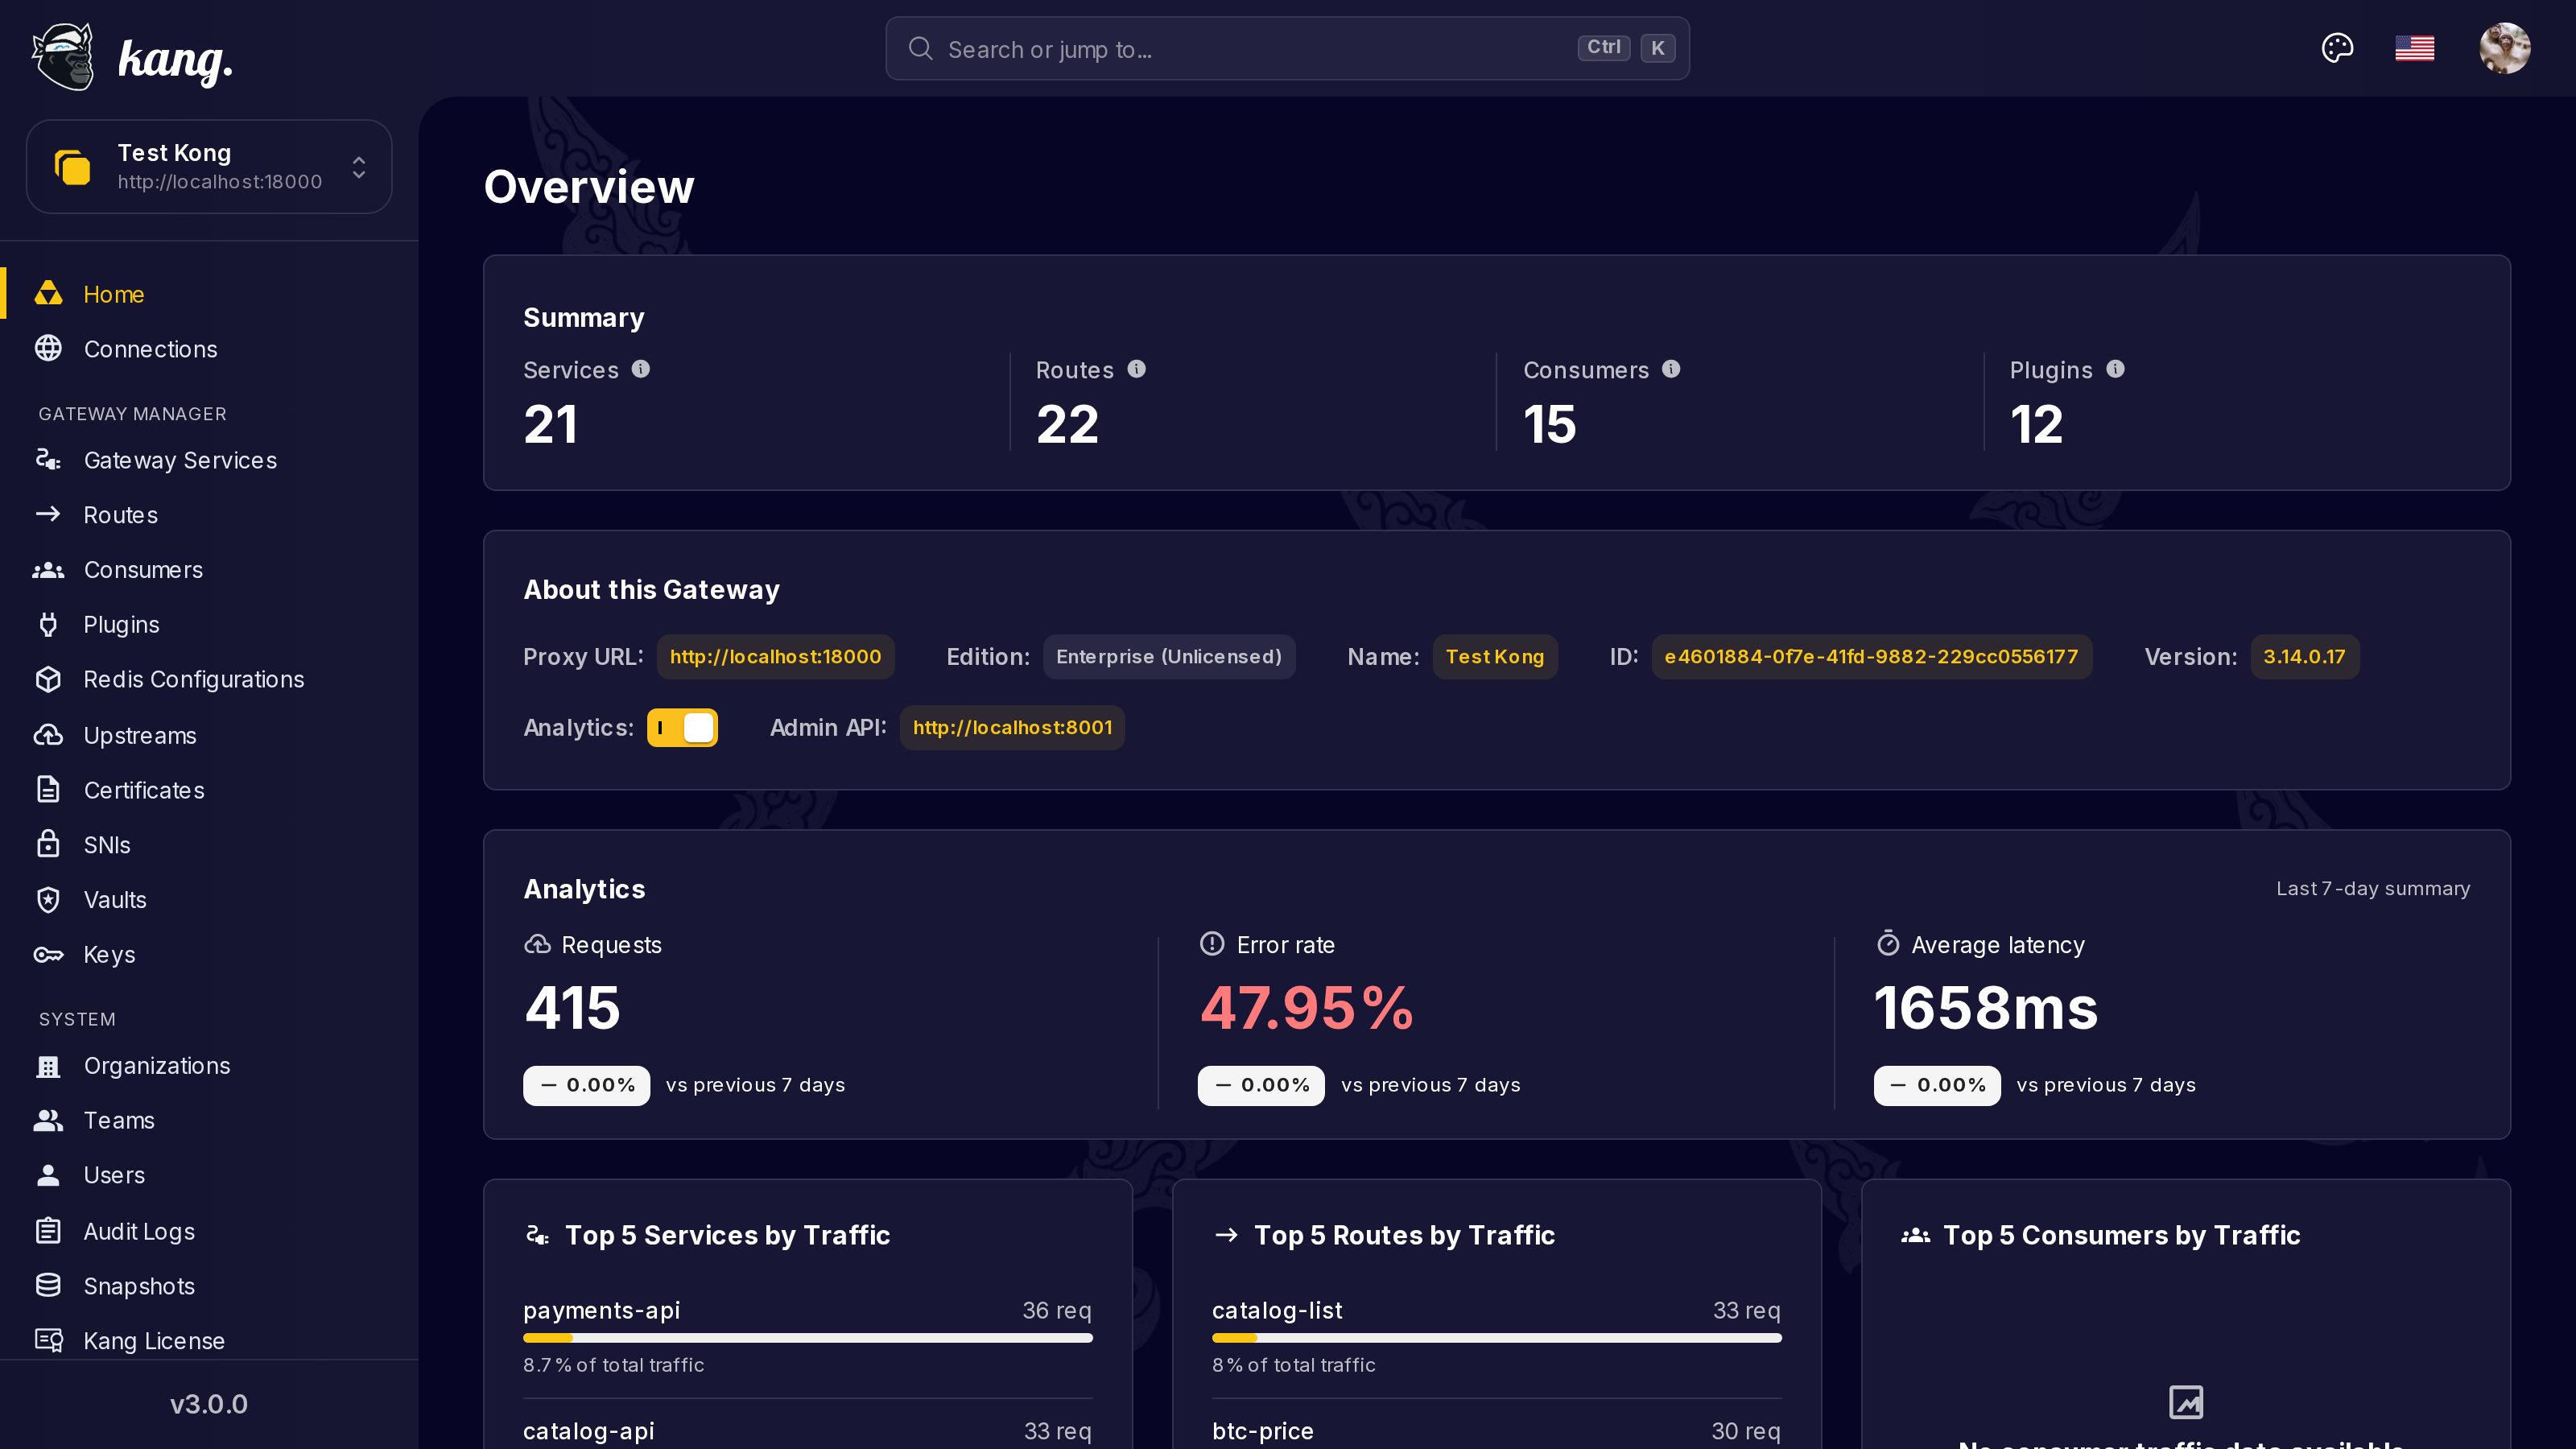 kang.
Search or jump to...
Ctrl K
Test Kong
http://localhost:18000
Home
Connections
GATEWAY MANAGER
Gateway Services
Routes
Consumers
Plugins
Redis Configurations
Upstreams
Certificates
SNIs
Vaults
Keys
SYSTEM
Organizations
Teams
Users
Audit Logs
Snapshots
Kang License
v3.0.0
Overview
Summary
Services
21
Routes
22
Consumers
15
Plugins
12
About this Gateway
Proxy URL: http://localhost:18000 Edition: Enterprise (Unlicensed) Name: Test Kong ID: e4601884-0f7e-41fd-9882-229cc0556177 Version: 3.14.0.17
Analytics: Admin API: http://localhost:8001
Analytics
Last 7-day summary
Requests
415
0.00% vs previous 7 days
Error rate
47.95%
0.00% vs previous 7 days
Average latency
1658ms
0.00% vs previous 7 days
Top 5 Services by Traffic
payments-api 36 req
8.7% of total traffic
catalog-api 33 req
Top 5 Routes by Traffic
catalog-list 33 req
8% of total traffic
btc-price 30 req
Top 5 Consumers by Traffic
No consumer traffic data available